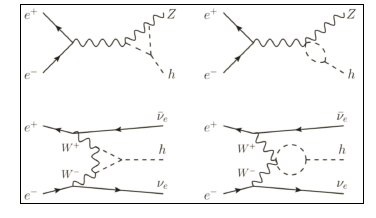 e⁺ Z e⁺ Z
e⁻ h e⁻ h
e⁺ ν̄ₑ e⁺ ν̄ₑ
W⁺ W⁺
h h
W⁻ W⁻
e⁻ νₑ e⁻ νₑ